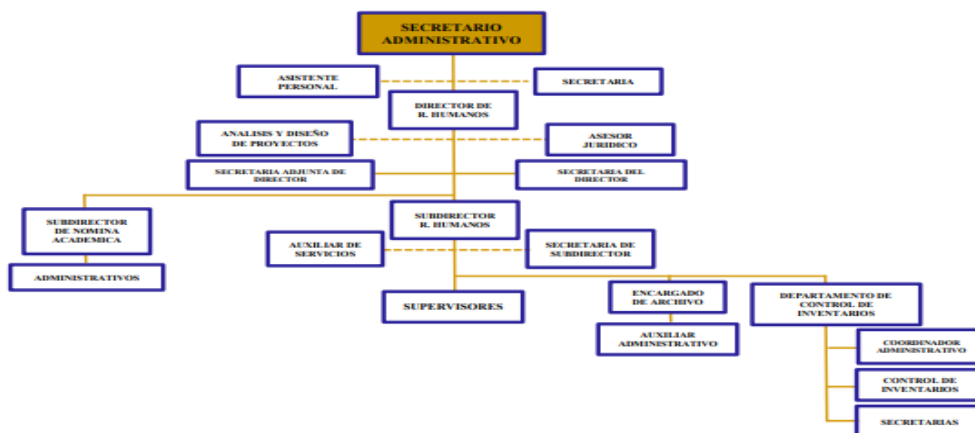 SECRETARIO
ADMINISTRATIVO
ASISTENTE
PERSONAL
SECRETARIA
DIRECTOR DE
R. HUMANOS
ANALISIS Y DISEÑO
DE PROYECTOS
ASESOR
JURIDICO
SECRETARIA ADJUNTA DE
DIRECTOR
SECRETARIA DEL
DIRECTOR
SUBDIRECTOR
DE NOMINA
ACADEMICA
SUBDIRECTOR
R. HUMANOS
AUXILIAR DE
SERVICIOS
SECRETARIA DE
SUBDIRECTOR
ADMINISTRATIVOS
SUPERVISORES
ENCARGADO
DE ARCHIVO
DEPARTAMENTO DE
CONTROL DE
INVENTARIOS
AUXILIAR
ADMINISTRATIVO
COORDINADOR
ADMINISTRATIVO
CONTROL DE
INVENTARIOS
SECRETARIAS